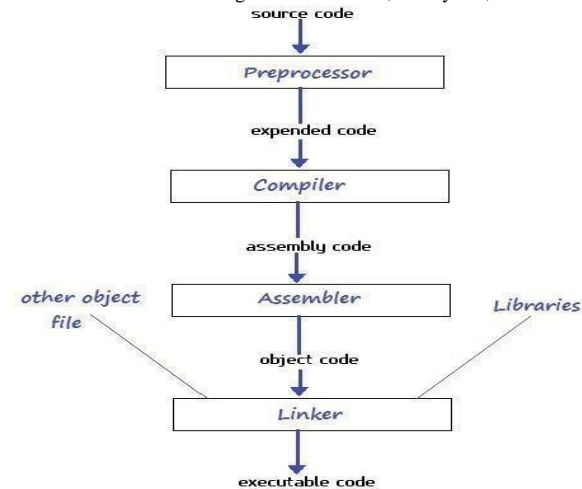 source code
Preprocessor
expended code
Compiler
assembly code
other object
file
Assembler
Libraries
object code
Linker
executable code